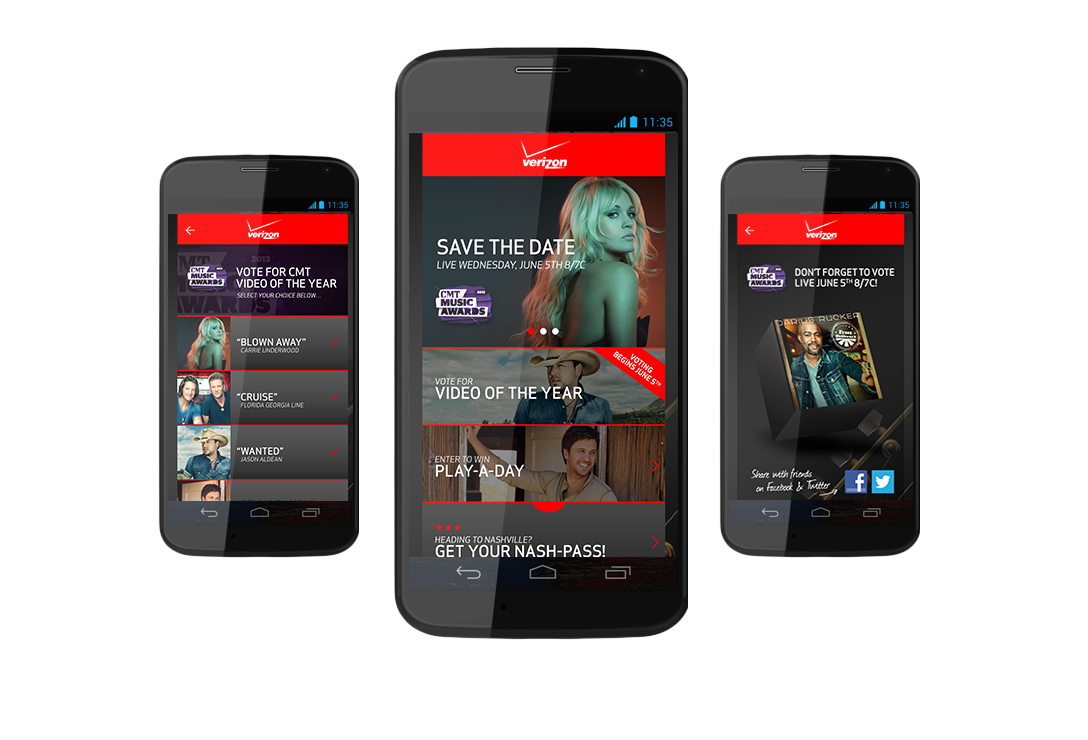 11:35
verizon
2013
CMT
MUSIC
AWARDS
VOTE FOR CMT
VIDEO OF THE YEAR
SELECT YOUR CHOICE BELOW...
"BLOWN AWAY"
CARRIE UNDERWOOD
"CRUISE"
FLORIDA GEORGIA LINE
"WANTED"
JASON ALDEAN
11:35
verizon
SAVE THE DATE
LIVE WEDNESDAY, JUNE 5TH 8/7C
2013
CMT
MUSIC
AWARDS
VOTING
BEGINS JUNE 5TH
VOTE FOR
VIDEO OF THE YEAR
ENTER TO WIN
PLAY-A-DAY
HEADING TO NASHVILLE?
GET YOUR NASH-PASS!
11:35
verizon
CMT
MUSIC
AWARDS
DON'T FORGET TO VOTE
LIVE JUNE 5TH 8/7C!
DARIUS RUCKER
Share with friends
on Facebook & Twitter
f